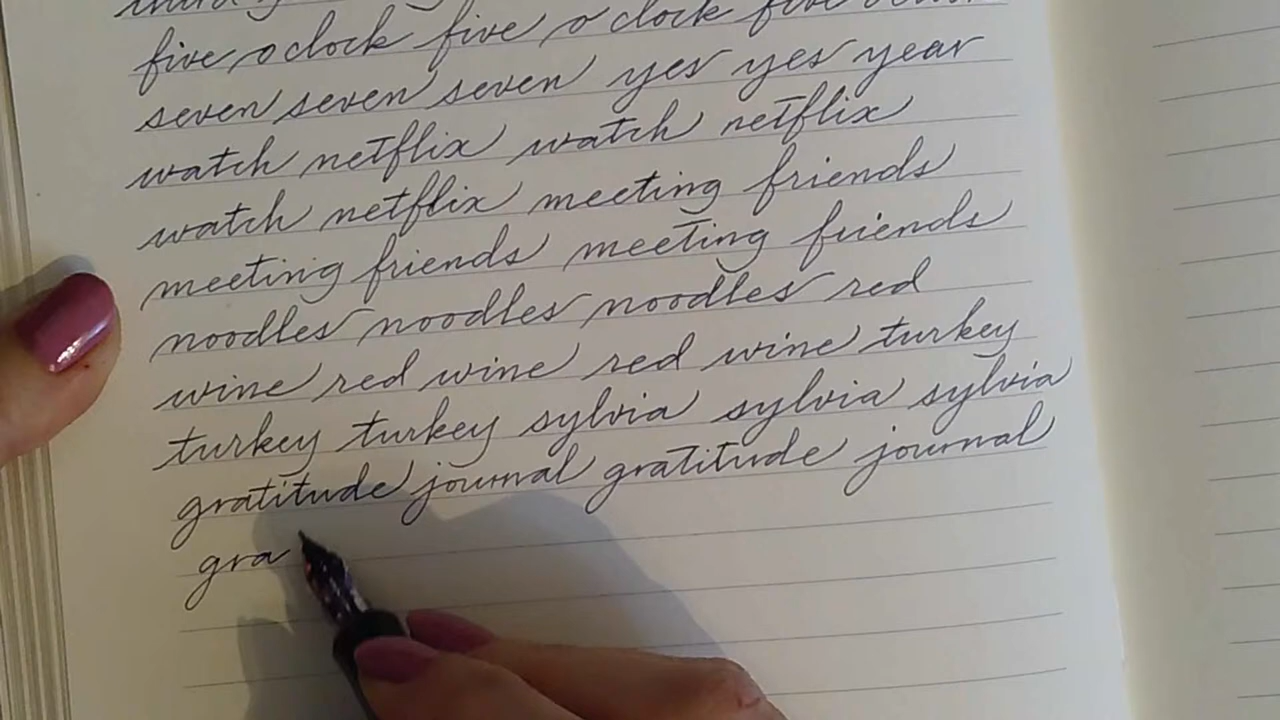 five o clock five o clock five
seven seven seven yes yes year
watch netflix watch netflix
watch netflix meeting friends
meeting friends meeting friends
noodles noodles noodles red
wine red wine red wine turkey
turkey turkey sylvia sylvia sylvia
gratitude journal gratitude journal
gra